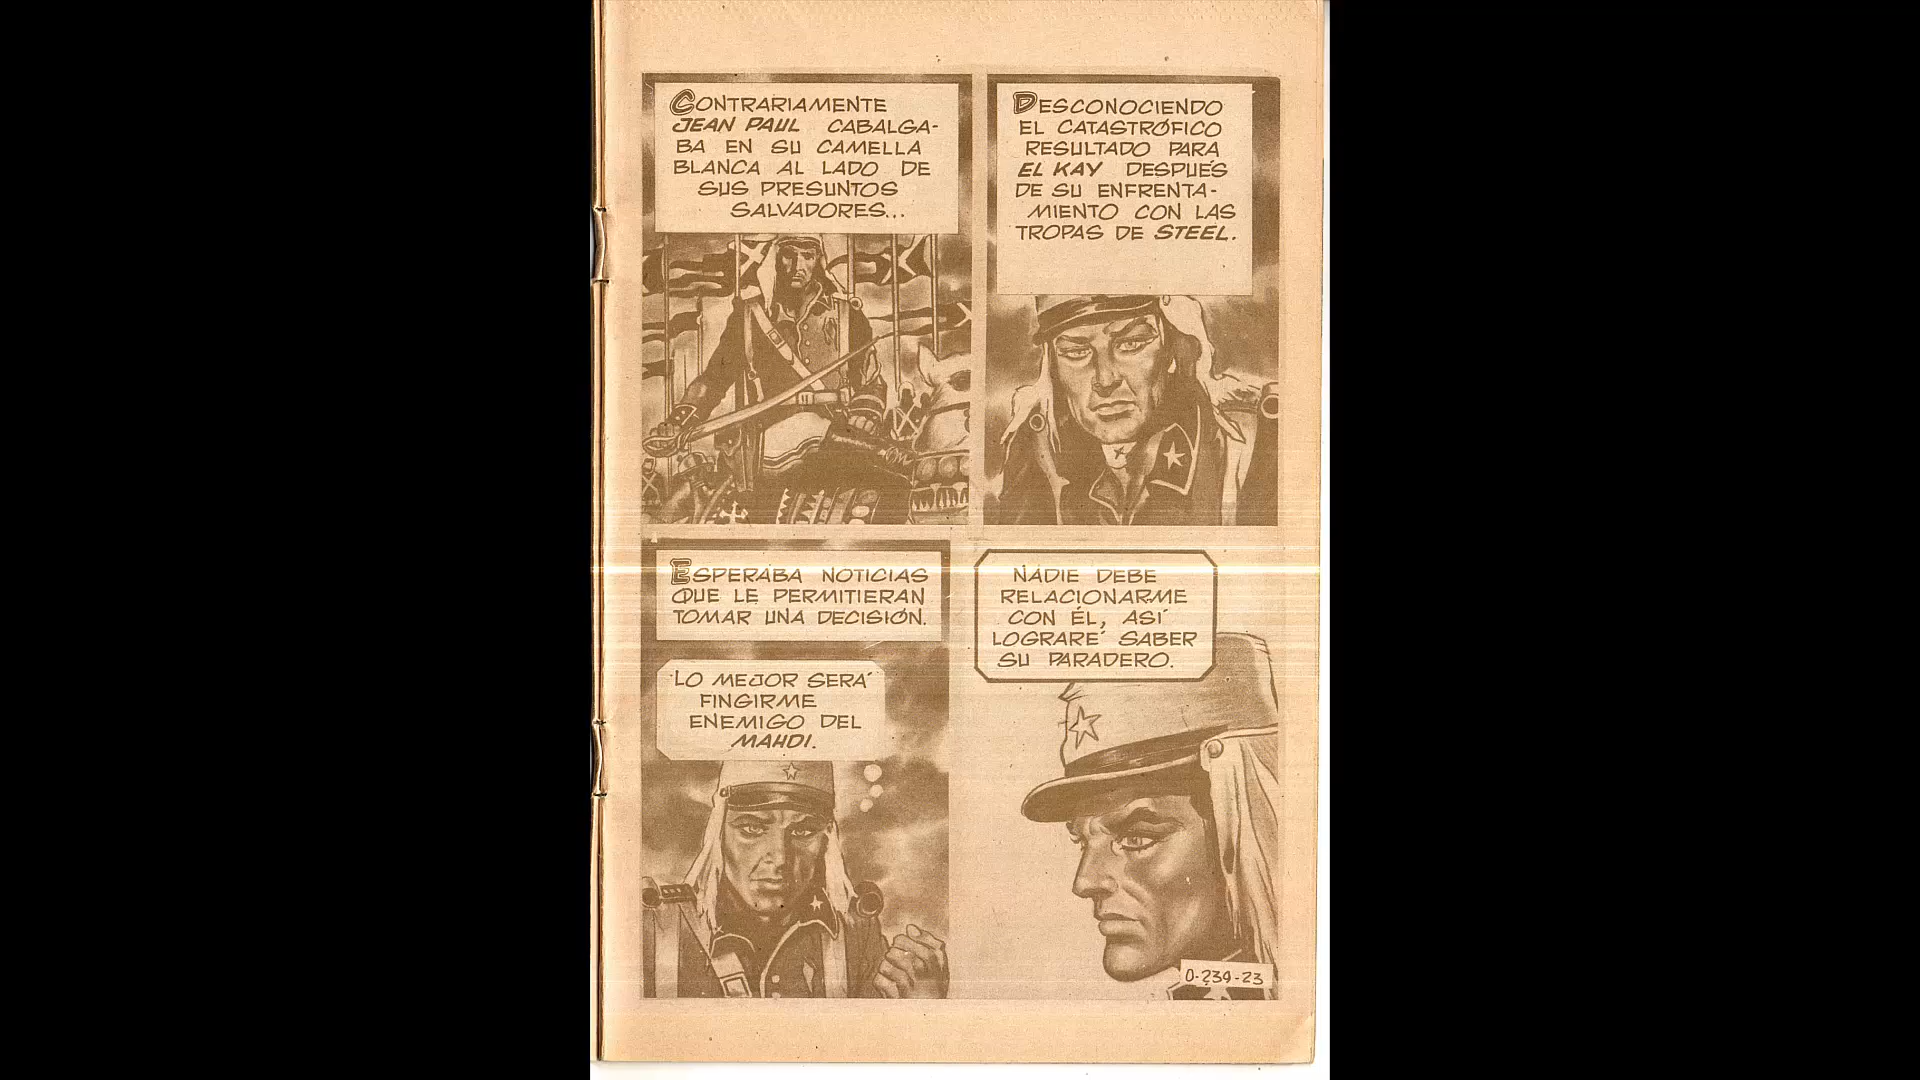 CONTRARIAMENTE
JEAN PAUL CABALGA-
BA EN SU CAMELLA
BLANCA AL LADO DE
SUS PRESUNTOS
SALVADORES...
DESCONOCIENDO
EL CATASTRÓFICO
RESULTADO PARA
EL KAY DESPUÉS
DE SU ENFRENTA-
MIENTO CON LAS
TROPAS DE STEEL.
ESPERABA NOTICIAS
QUE LE PERMITIERAN
TOMAR UNA DECISIÓN.
LO MEJOR SERÁ
FINGIRME
ENEMIGO DEL
MAHDI.
NADIE DEBE
RELACIONARME
CON ÉL, ASÍ
LOGRARÉ SABER
SU PARADERO.
O-239-23